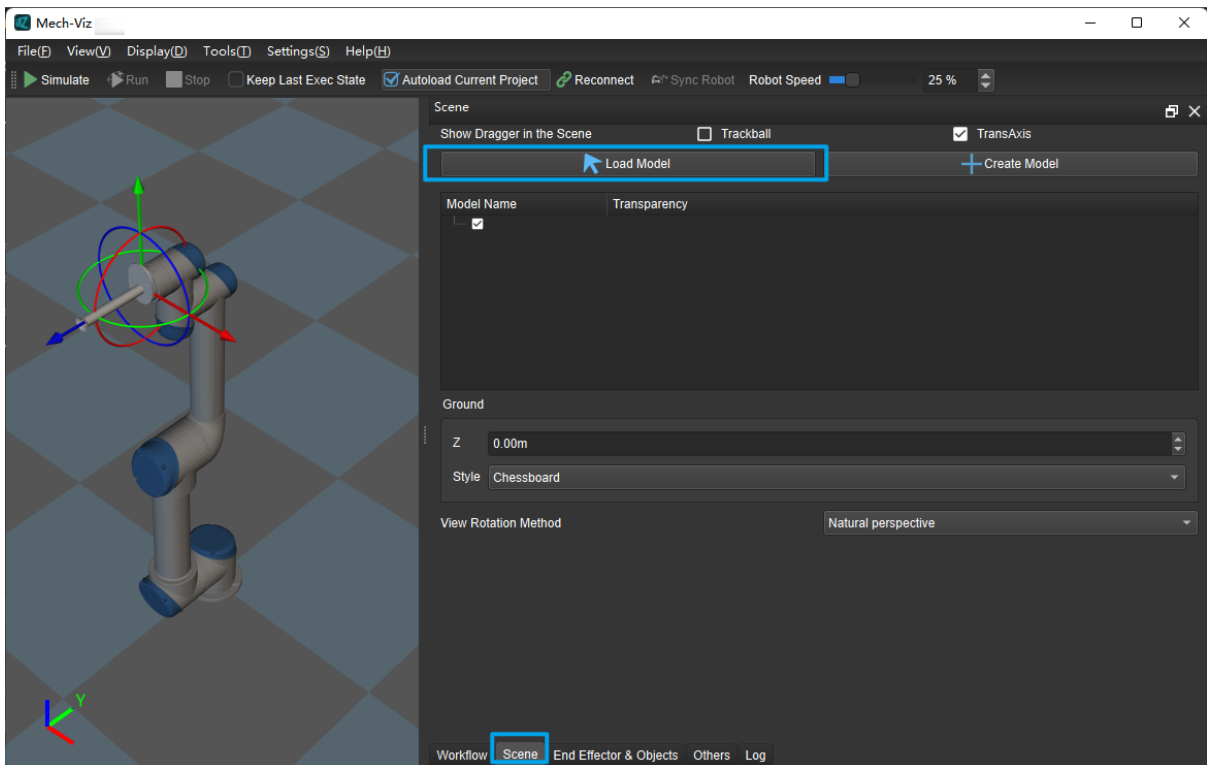 Mech-Viz
File(F) View(V) Display(D) Tools(T) Settings(S) Help(H)
Simulate Run Stop Keep Last Exec State Autoload Current Project Reconnect Sync Robot Robot Speed 25 %
Scene
Show Dragger in the Scene Trackball TransAxis
Load Model Create Model
Model Name Transparency
Ground
Z 0.00m
Style Chessboard
View Rotation Method Natural perspective
Y
Workflow Scene End Effector & Objects Others Log